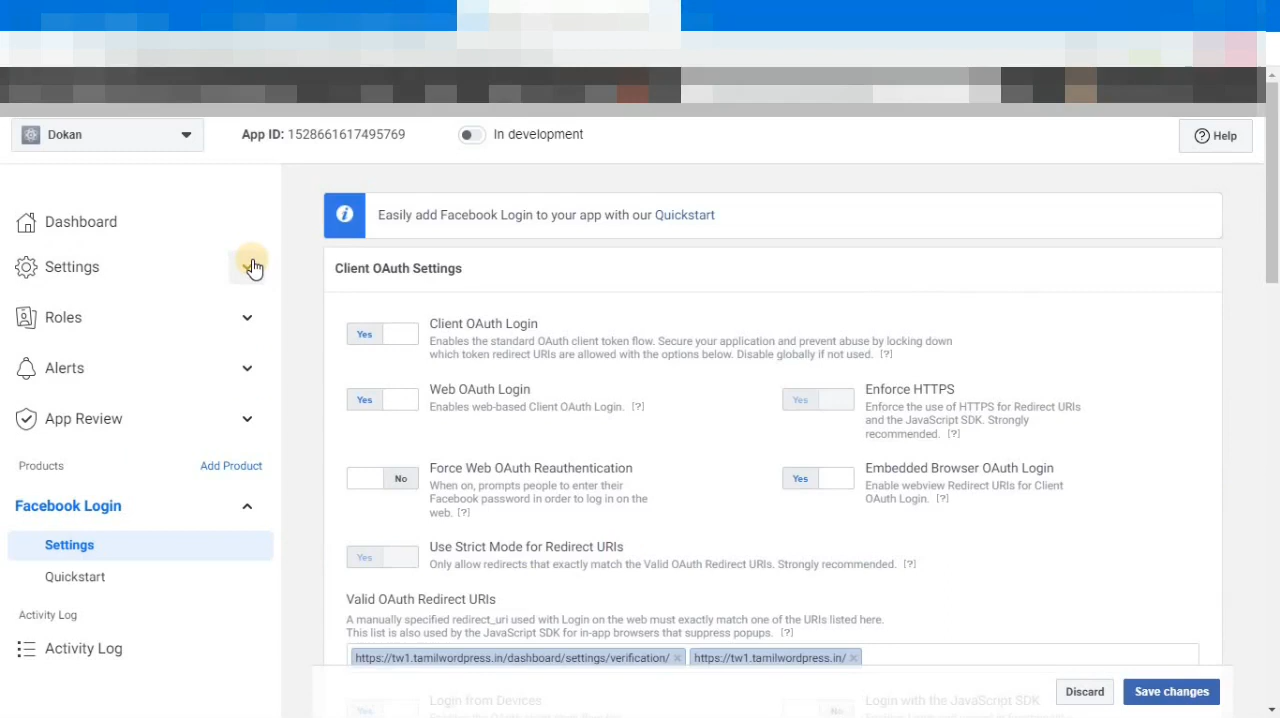 Dokan
App ID: 1528661617495769
In development
Help
Dashboard
Settings
Roles
Alerts
App Review
Products
Add Product
Facebook Login
Settings
Quickstart
Activity Log
Activity Log
Easily add Facebook Login to your app with our Quickstart
Client OAuth Settings
Yes
Client OAuth Login
Enables the standard OAuth client token flow. Secure your application and prevent abuse by locking down
which token redirect URIs are allowed with the options below. Disable globally if not used. [?]
Yes
Web OAuth Login
Enables web-based Client OAuth Login. [?]
Yes
Enforce HTTPS
Enforce the use of HTTPS for Redirect URIs
and the JavaScript SDK. Strongly
recommended. [?]
No
Force Web OAuth Reauthentication
When on, prompts people to enter their
Facebook password in order to log in on the
web. [?]
Yes
Embedded Browser OAuth Login
Enable webview Redirect URIs for Client
OAuth Login. [?]
Yes
Use Strict Mode for Redirect URIs
Only allow redirects that exactly match the Valid OAuth Redirect URIs. Strongly recommended. [?]
Valid OAuth Redirect URIs
A manually specified redirect_uri used with Login on the web must exactly match one of the URIs listed here.
This list is also used by the JavaScript SDK for in-app browsers that suppress popups. [?]
https://tw1.tamilwordpress.in/dashboard/settings/verification/ × https://tw1.tamilwordpress.in/ ×
Yes
Login from Devices
No
Login with the JavaScript SDK
Discard
Save changes